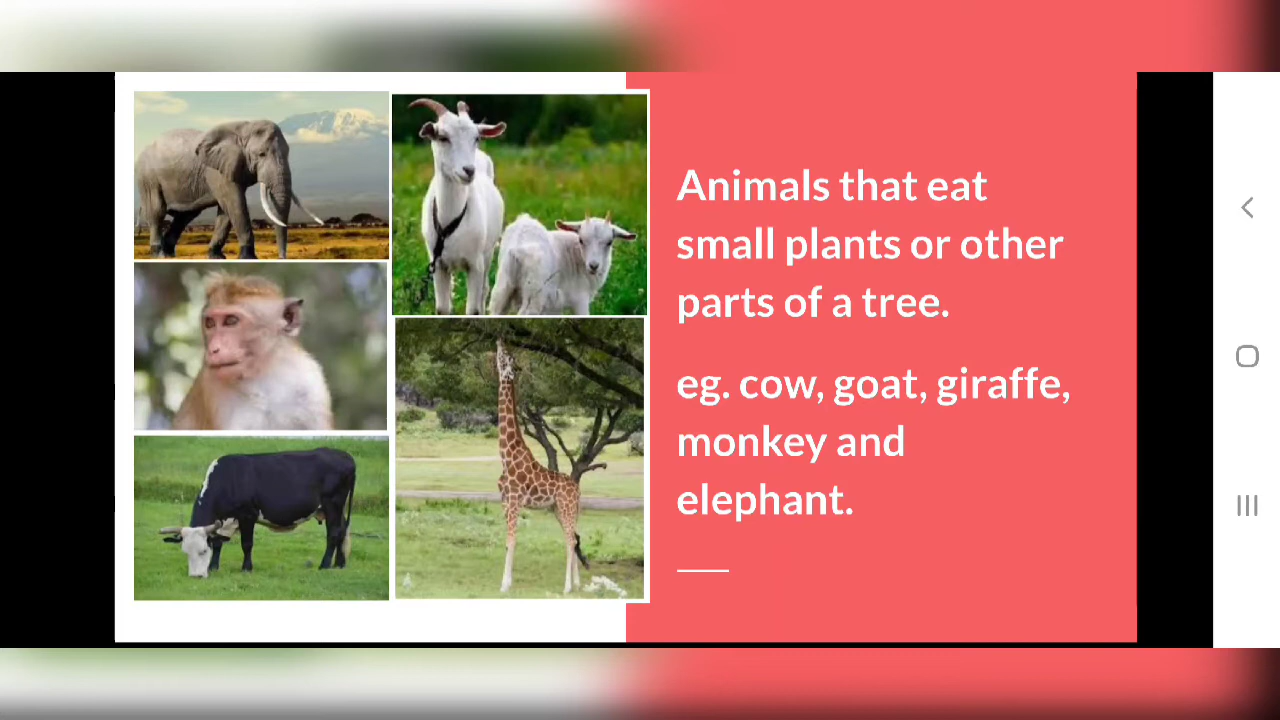 Animals that eat
small plants or other
parts of a tree.
eg. cow, goat, giraffe,
monkey and
elephant.